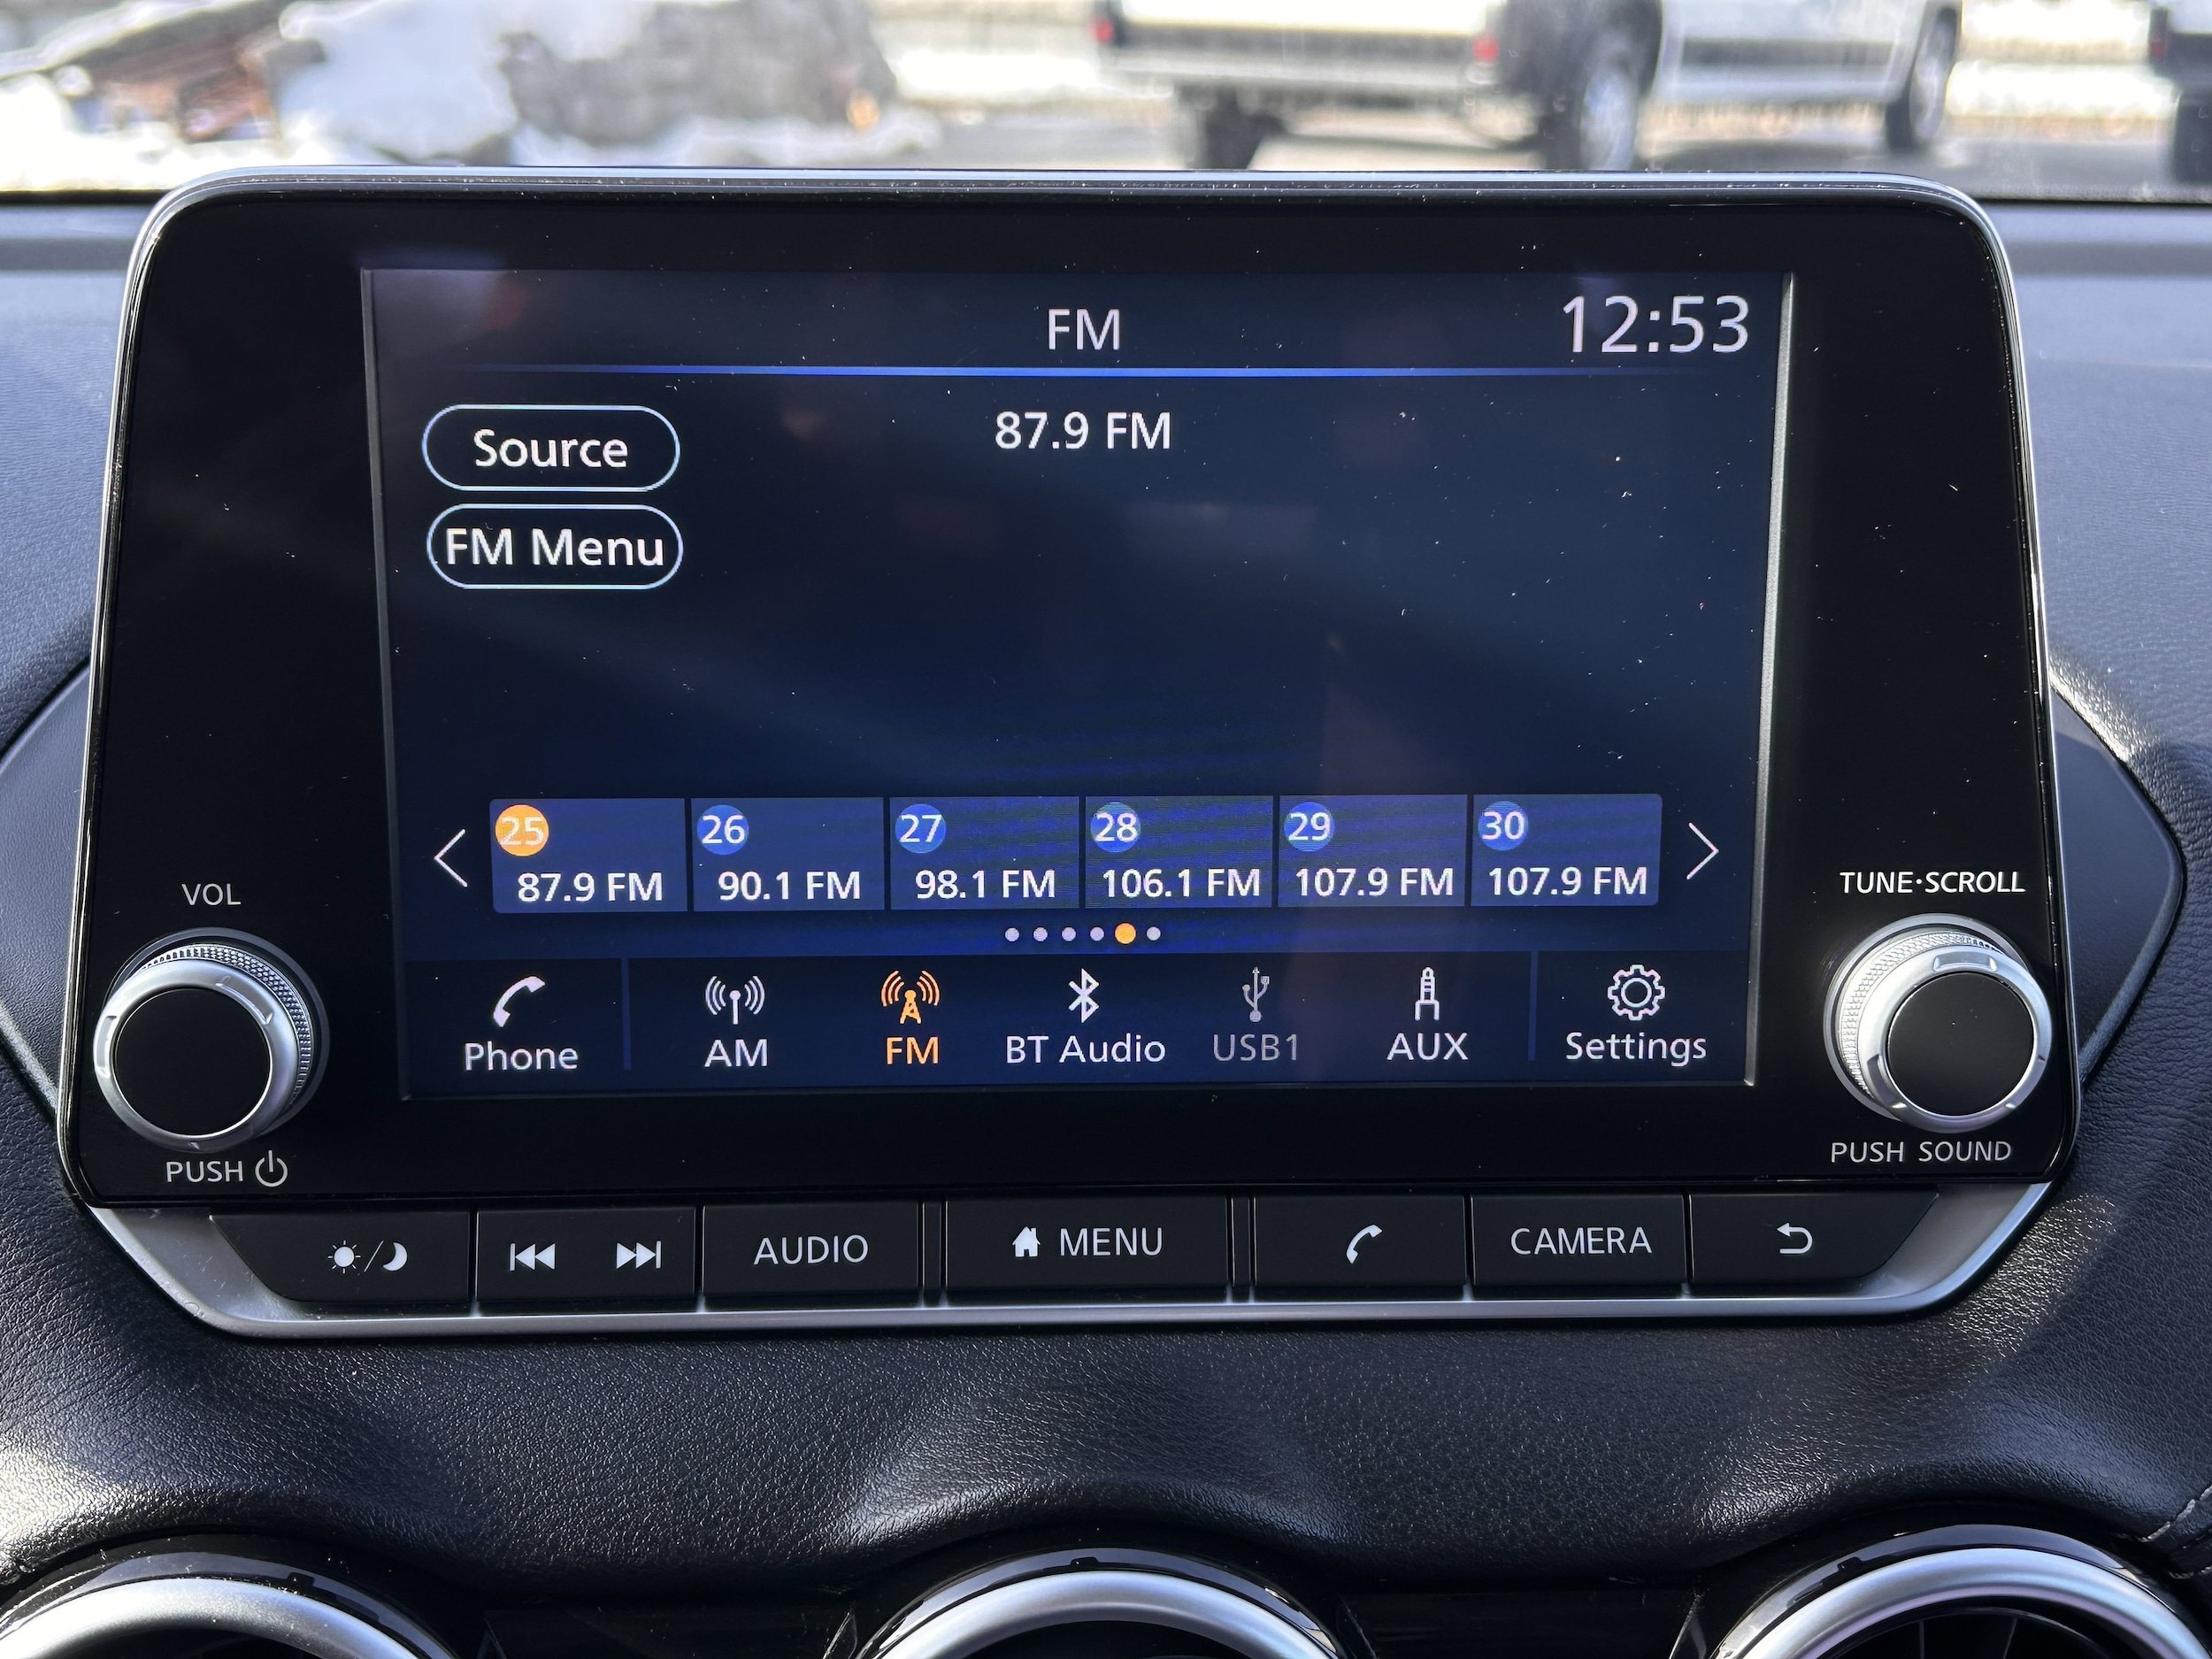 FM
12:53
Source
87.9 FM
FM Menu
25
26
27
28
29
30
87.9 FM
90.1 FM
98.1 FM
106.1 FM
107.9 FM
107.9 FM
VOL
TUNE·SCROLL
Phone
AM
FM
BT Audio
USB1
AUX
Settings
PUSH
PUSH SOUND
AUDIO
MENU
CAMERA